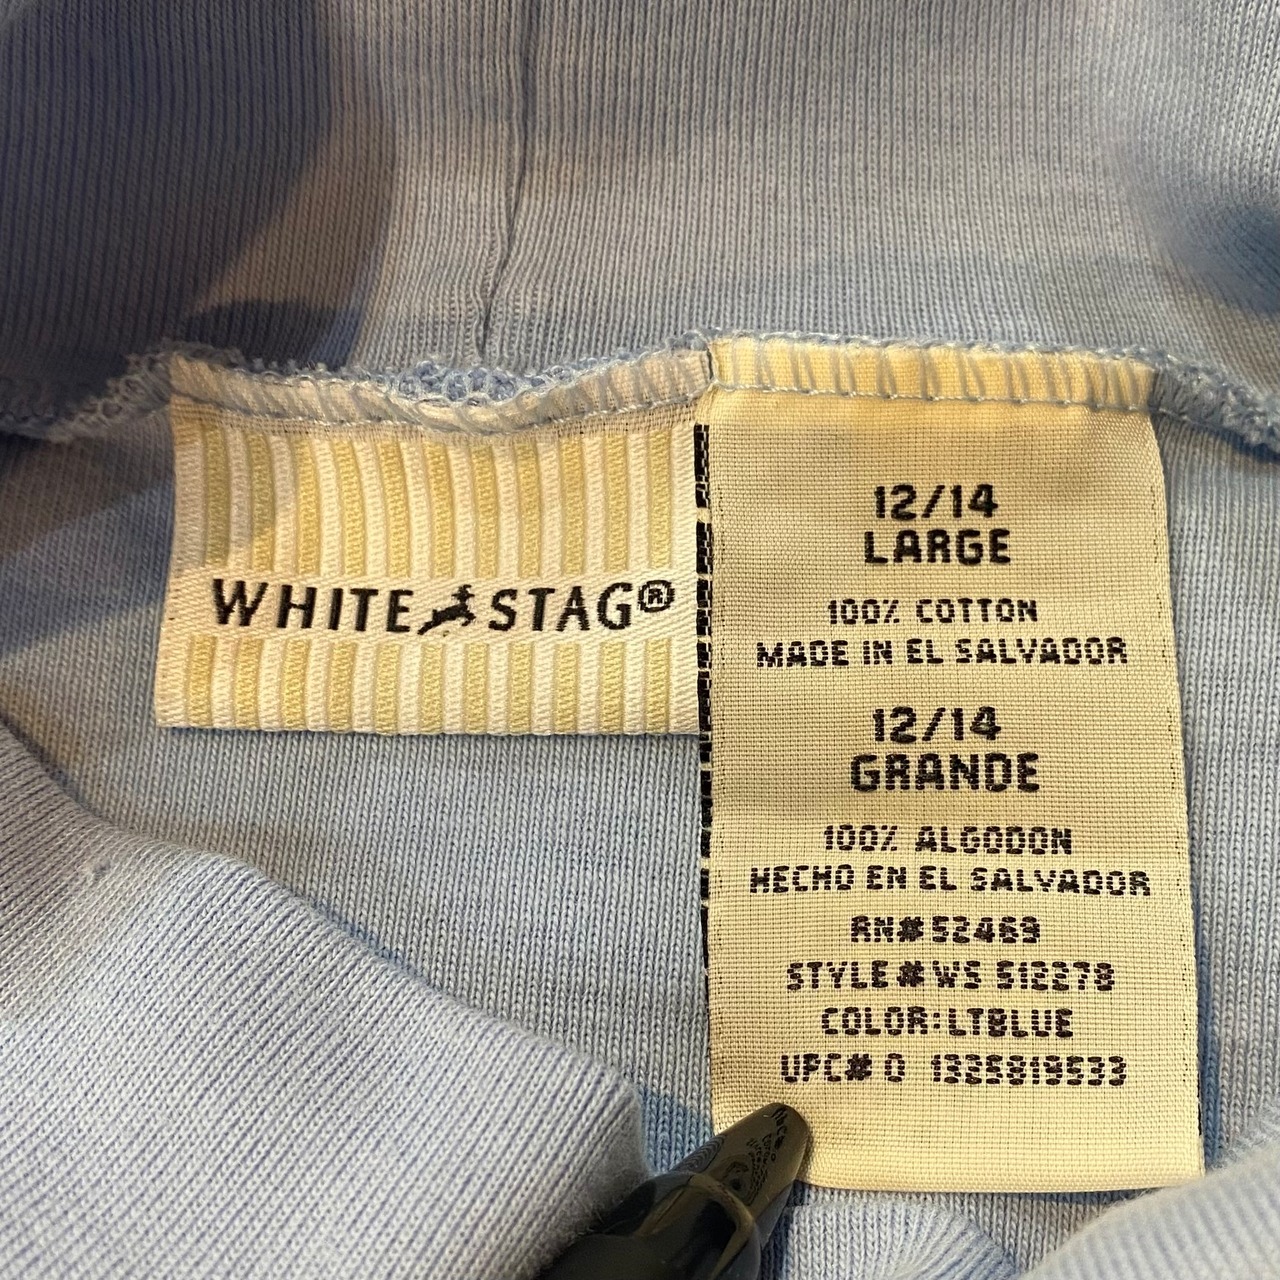 WHITE STAG®
12/14
LARGE
100% COTTON
MADE IN EL SALVADOR
12/14
GRANDE
100% ALGODON
HECHO EN EL SALVADOR
RN#52469
STYLE#WS 512278
COLOR:LTBLUE
UPC# 0 1325819533